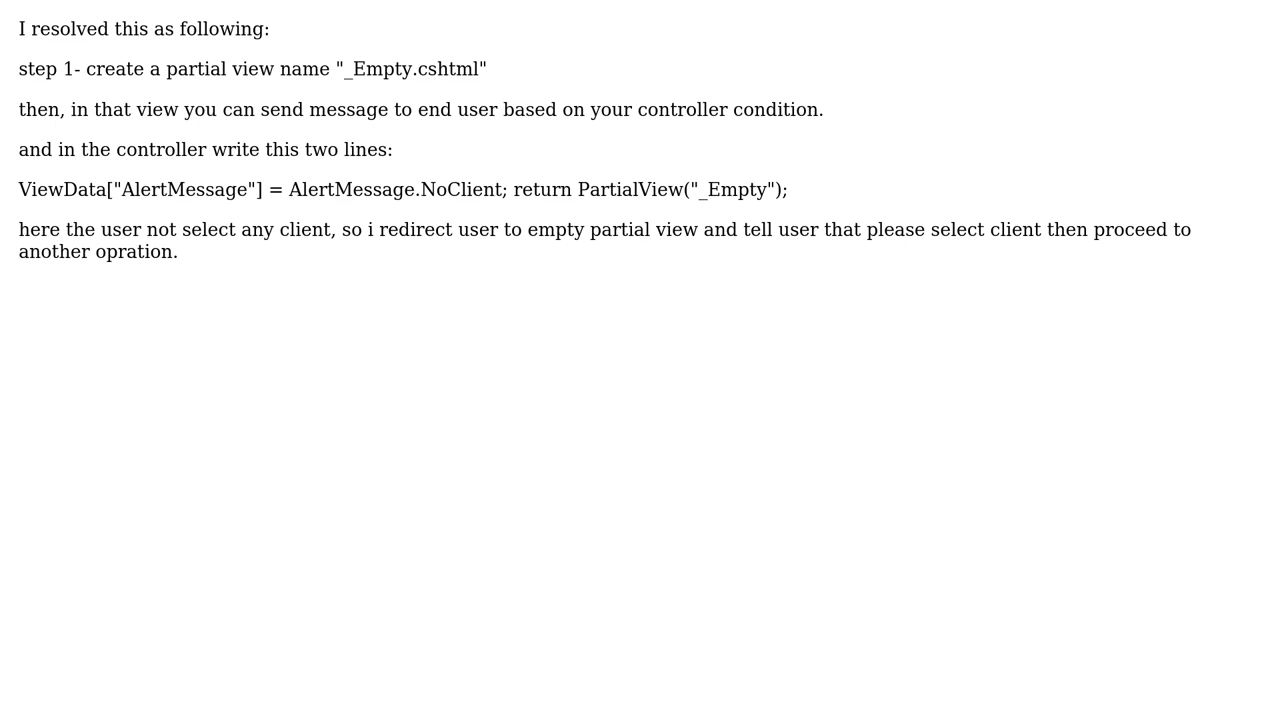 I resolved this as following:
step 1- create a partial view name "_Empty.cshtml"
then, in that view you can send message to end user based on your controller condition.
and in the controller write this two lines:
ViewData["AlertMessage"] = AlertMessage.NoClient; return PartialView("_Empty");
here the user not select any client, so i redirect user to empty partial view and tell user that please select client then proceed to
another opration.